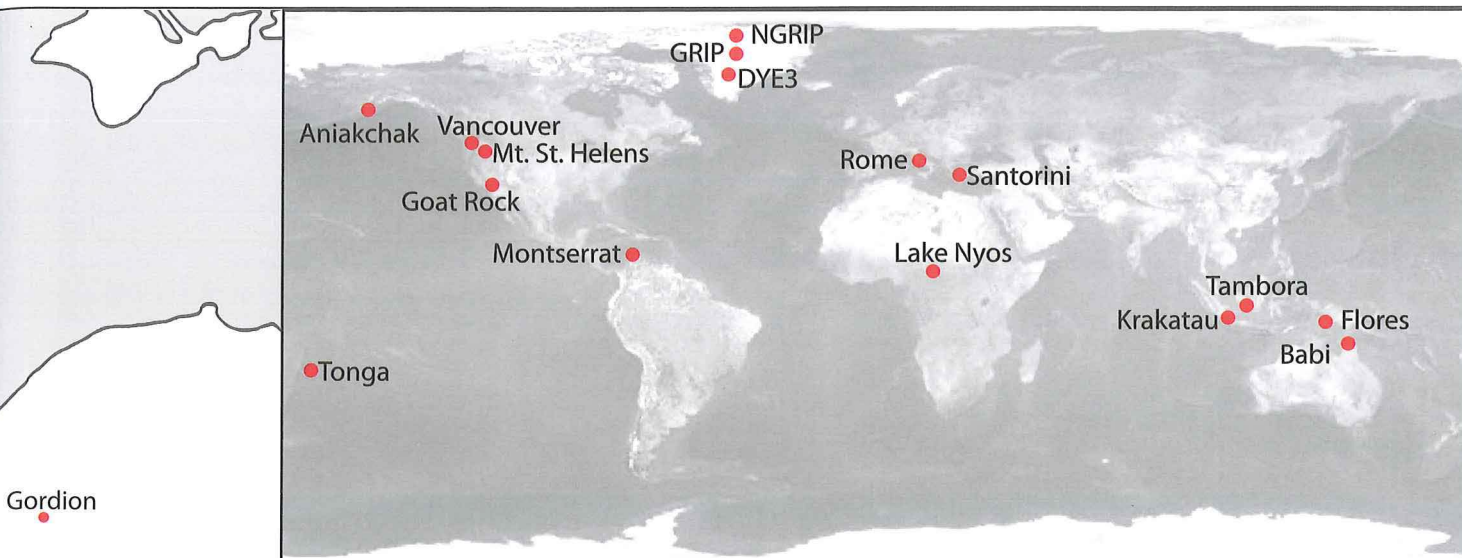 NGRIP
GRIP
DYE3
Aniakchak
Vancouver
Mt. St. Helens
Goat Rock
Rome
Santorini
Montserrat
Lake Nyos
Tambora
Krakatau
Flores
Babi
Tonga
Gordion